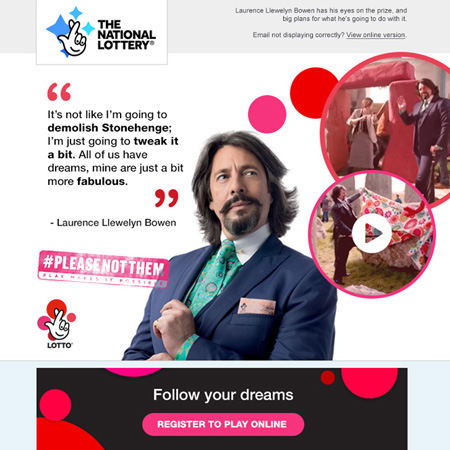 Laurence Llewelyn Bowen has his eyes on the prize, and
big plans for what he's going to do with it.
Email not displaying correctly? View online version.
THE
NATIONAL
LOTTERY®
“
It's not like I'm going to
demolish Stonehenge;
I'm just going to tweak it
a bit. All of us have
dreams, mine are just a bit
more fabulous.
”
- Laurence Llewelyn Bowen
#PLEASENOTTHEM
PLAY MAKES IT POSSIBLE
LOTTO®
Follow your dreams
REGISTER TO PLAY ONLINE